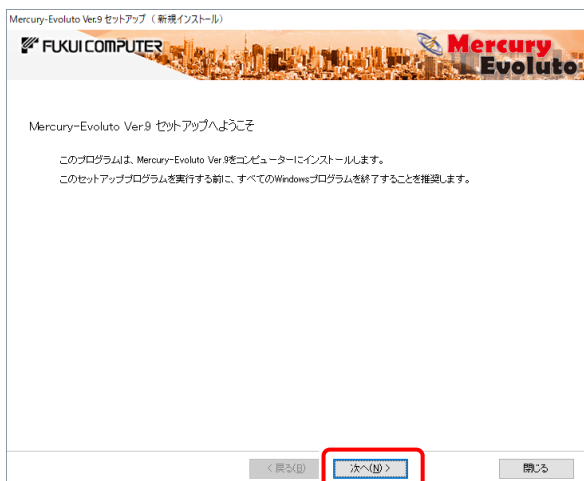 Mercury-Evoluto Ver.9 セットアップ（ 新規インストール）
FUKUI COMPUTER
Mercury
Evoluto
Mercury-Evoluto Ver.9 セットアップへようこそ
このプログラムは、Mercury-Evoluto Ver.9をコンピューターにインストールします。
このセットアッププログラムを実行する前に、すべてのWindowsプログラムを終了することを推奨します。
< 戻る(B) 次へ(N) > 閉じる